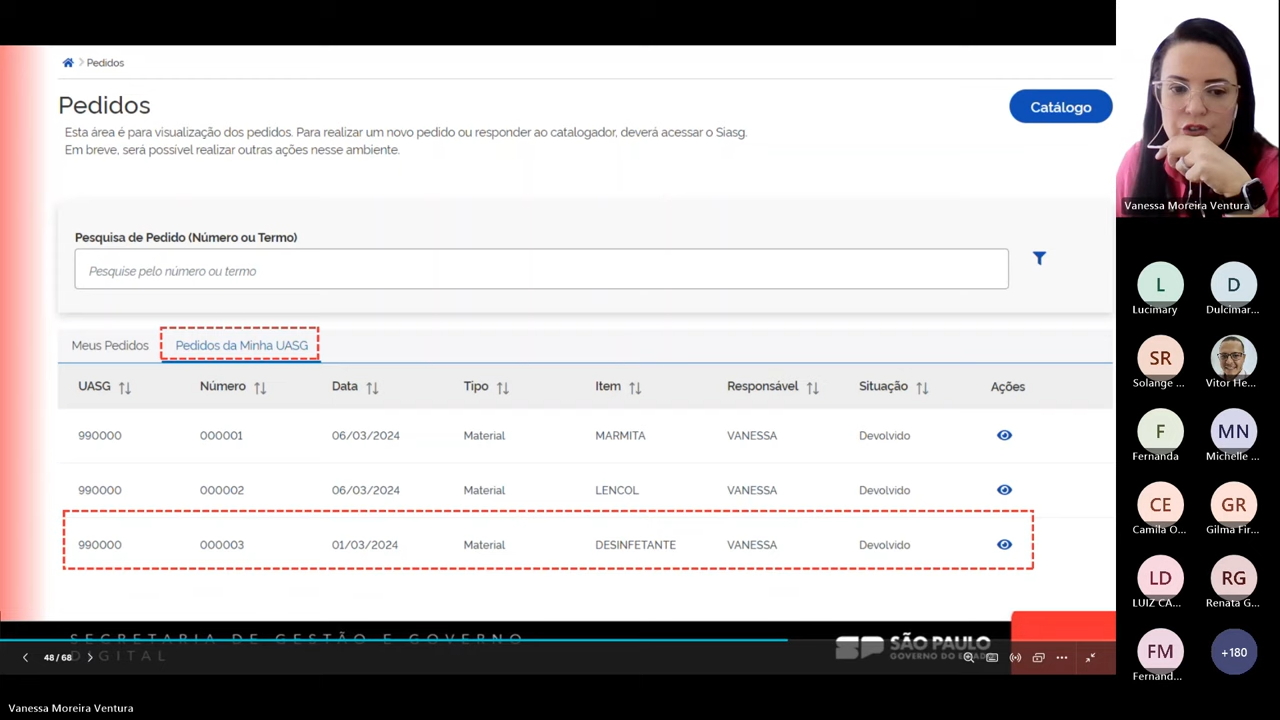 Pedidos
Pedidos
Catálogo
Esta área é para visualização dos pedidos. Para realizar um novo pedido ou responder ao catalogador, deverá acessar o Siasg.
Em breve, será possível realizar outras ações nesse ambiente.
Pesquisa de Pedido (Número ou Termo)
Pesquise pelo número ou termo
Meus Pedidos Pedidos da Minha UASG
UASG Número Data Tipo Item Responsável Situação Ações
990000 000001 06/03/2024 Material MARMITA VANESSA Devolvido
990000 000002 06/03/2024 Material LENCOL VANESSA Devolvido
990000 000003 01/03/2024 Material DESINFETANTE VANESSA Devolvido
SECRETARIA DE GESTÃO E GOVERNO
DIGITAL
48/68
SP SÃO PAULO
GOVERNO DO
Vanessa Moreira Ventura
Vanessa Moreira Ventura
L D
Lucimary Dulcimar...
SR
Solange ... Vitor He...
F MN
Fernanda Michelle ...
CE GR
Camila O... Gilma Fir...
LD RG
LUIZ CA... Renata G...
FM +180
Fernand...